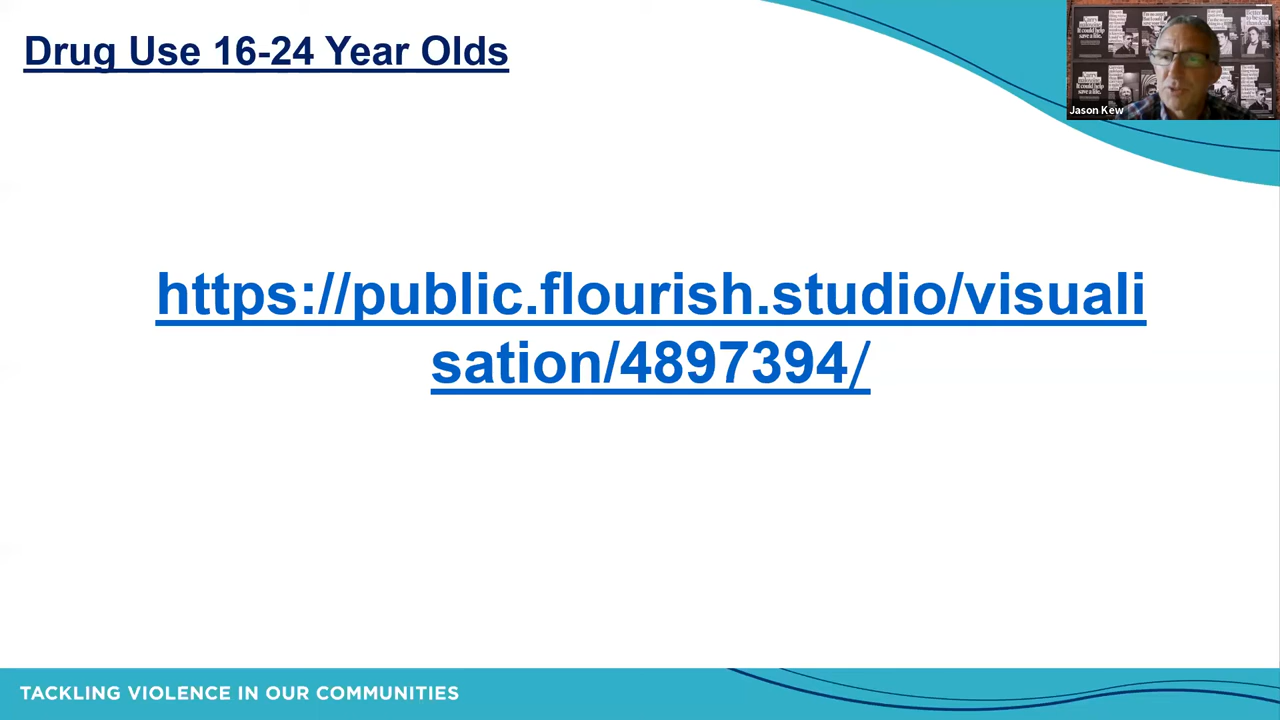 Drug Use 16-24 Year Olds
Jason Kew
https://public.flourish.studio/visuali
sation/4897394/
TACKLING VIOLENCE IN OUR COMMUNITIES